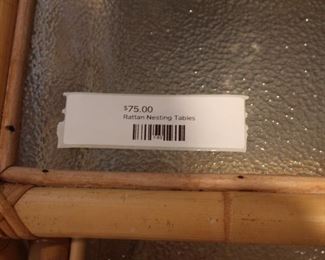 $75.00
Rattan Nesting Tables